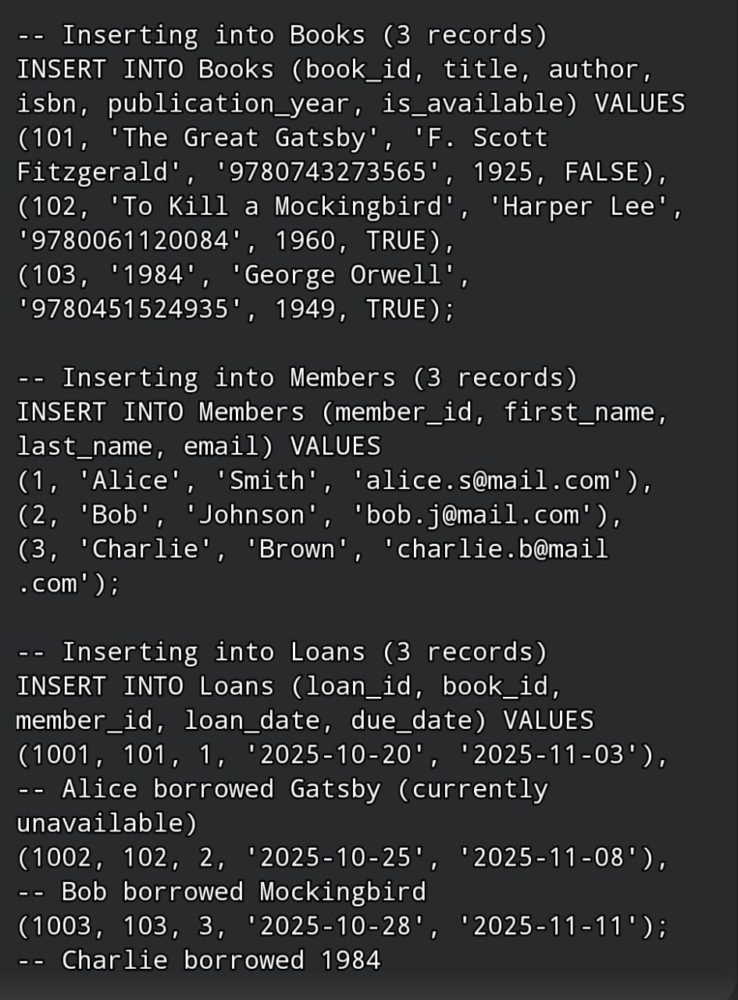 -- Inserting into Books (3 records)
INSERT INTO Books (book_id, title, author,
isbn, publication_year, is_available) VALUES
(101, 'The Great Gatsby', 'F. Scott
Fitzgerald', '9780743273565', 1925, FALSE),
(102, 'To Kill a Mockingbird', 'Harper Lee',
'9780061120084', 1960, TRUE),
(103, '1984', 'George Orwell',
'9780451524935', 1949, TRUE);

-- Inserting into Members (3 records)
INSERT INTO Members (member_id, first_name,
last_name, email) VALUES
(1, 'Alice', 'Smith', 'alice.s@mail.com'),
(2, 'Bob', 'Johnson', 'bob.j@mail.com'),
(3, 'Charlie', 'Brown', 'charlie.b@mail
.com');

-- Inserting into Loans (3 records)
INSERT INTO Loans (loan_id, book_id,
member_id, loan_date, due_date) VALUES
(1001, 101, 1, '2025-10-20', '2025-11-03'),
-- Alice borrowed Gatsby (currently
unavailable)
(1002, 102, 2, '2025-10-25', '2025-11-08'),
-- Bob borrowed Mockingbird
(1003, 103, 3, '2025-10-28', '2025-11-11');
-- Charlie borrowed 1984